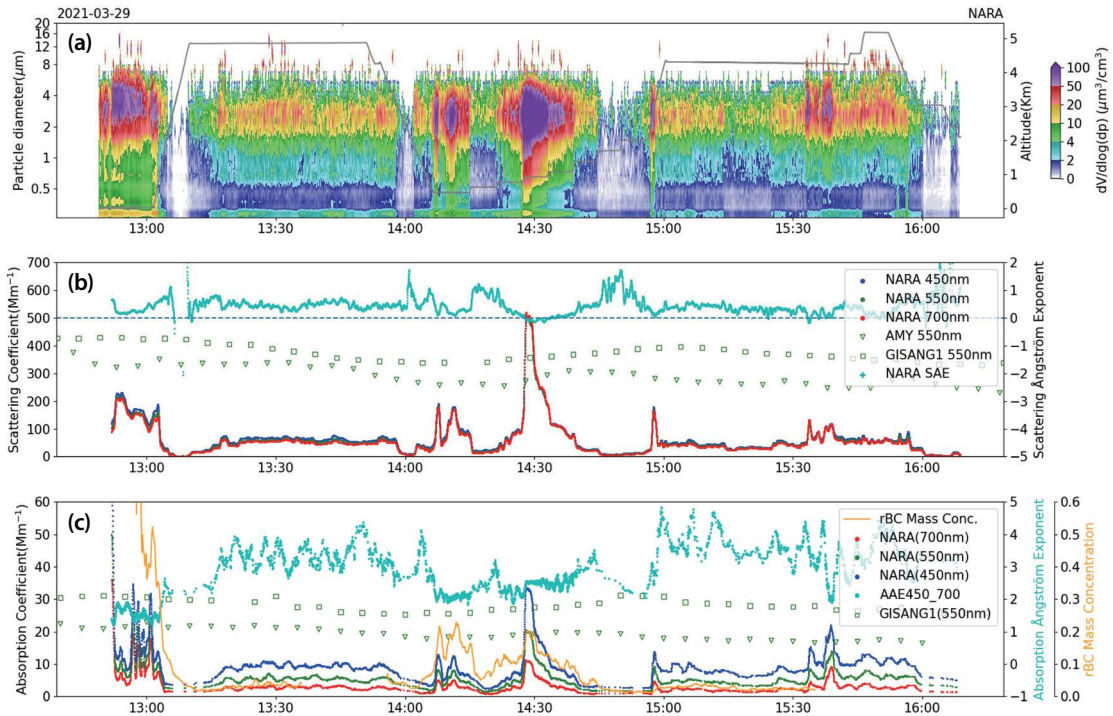 2021-03-29 NARA
(a)
Particle diameter(μm)
20
16
12
8
4
2
1
0.5
5
4
3
2
1
0
Altitude(Km)
100
50
20
10
4
2
0
dV/dlog(dp) (μm³/cm³)
13:00 13:30 14:00 14:30 15:00 15:30 16:00
(b)
Scattering Coefficient(Mm⁻¹)
700
600
500
400
300
200
100
0
2
1
0
−1
−2
−3
−4
−5
Scattering Ångström Exponent
NARA 450nm
NARA 550nm
NARA 700nm
AMY 550nm
GISANG1 550nm
NARA SAE
13:00 13:30 14:00 14:30 15:00 15:30 16:00
(c)
Absorption Coefficient(Mm⁻¹)
60
50
40
30
20
10
0
5
4
3
2
1
0
−1
Absorption Ångström Exponent
0.6
0.5
0.4
0.3
0.2
0.1
0.0
rBC Mass Concentration
rBC Mass Conc.
NARA(700nm)
NARA(550nm)
NARA(450nm)
AAE450_700
GISANG1(550nm)
13:00 13:30 14:00 14:30 15:00 15:30 16:00